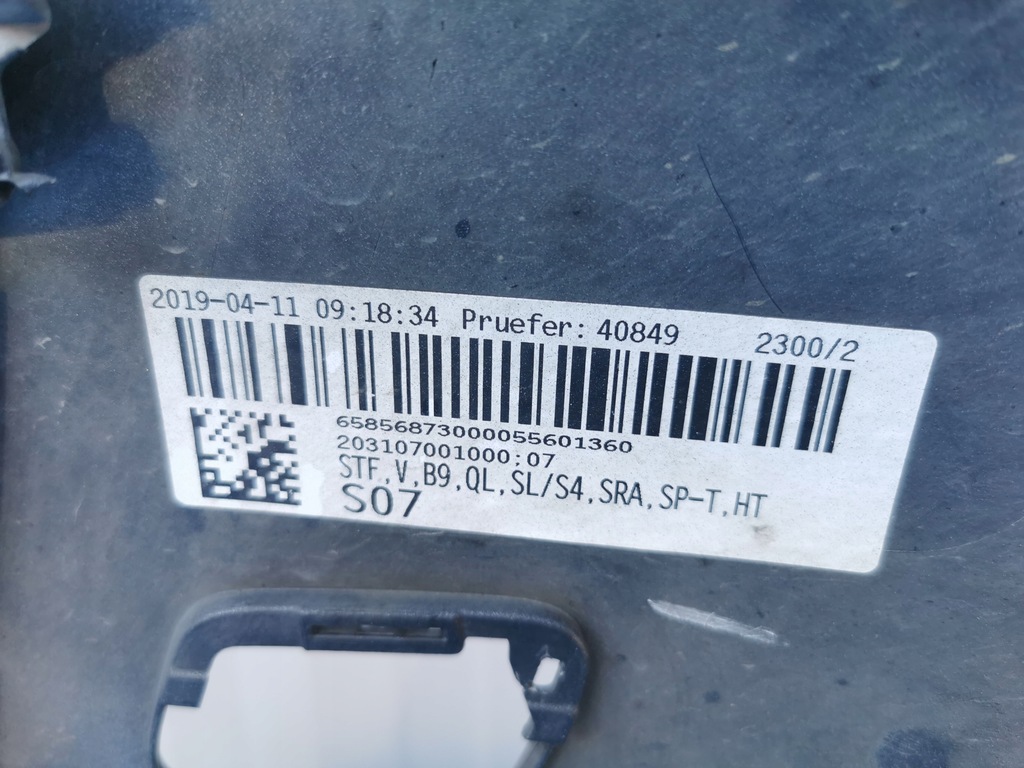 2019-04-11 09:18:34 Pruefer: 40849 2300/2
65856873000055601360
203107001000;07
STF,V,B9,QL,SL/S4,SRA,SP-T,HT
S07